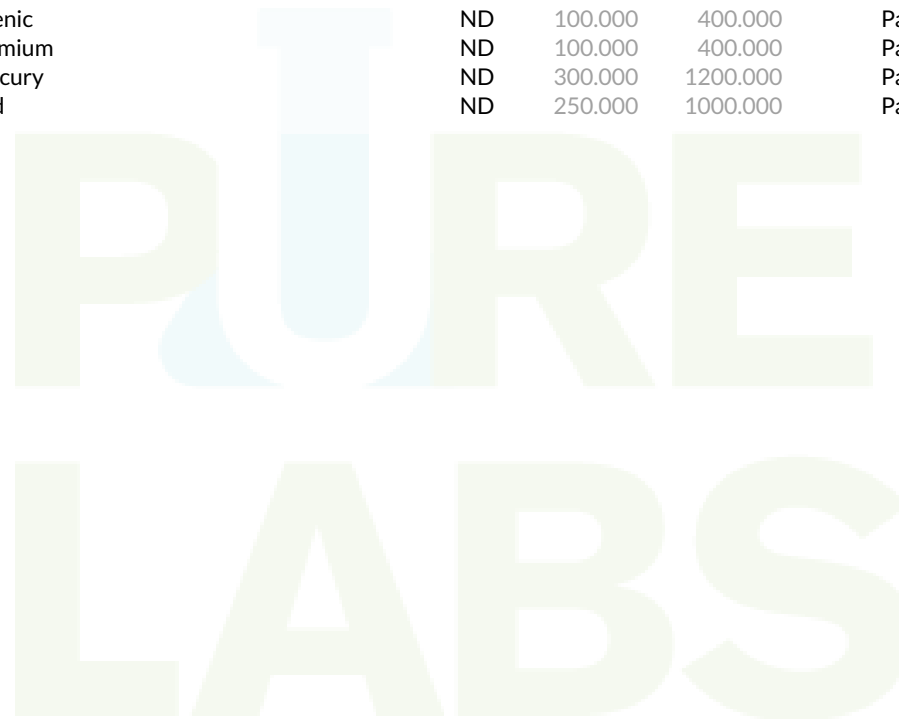 enic ND 100.000 400.000 Pa
mium ND 100.000 400.000 Pa
cury ND 300.000 1200.000 Pa
d ND 250.000 1000.000 Pa
PURE
LABS